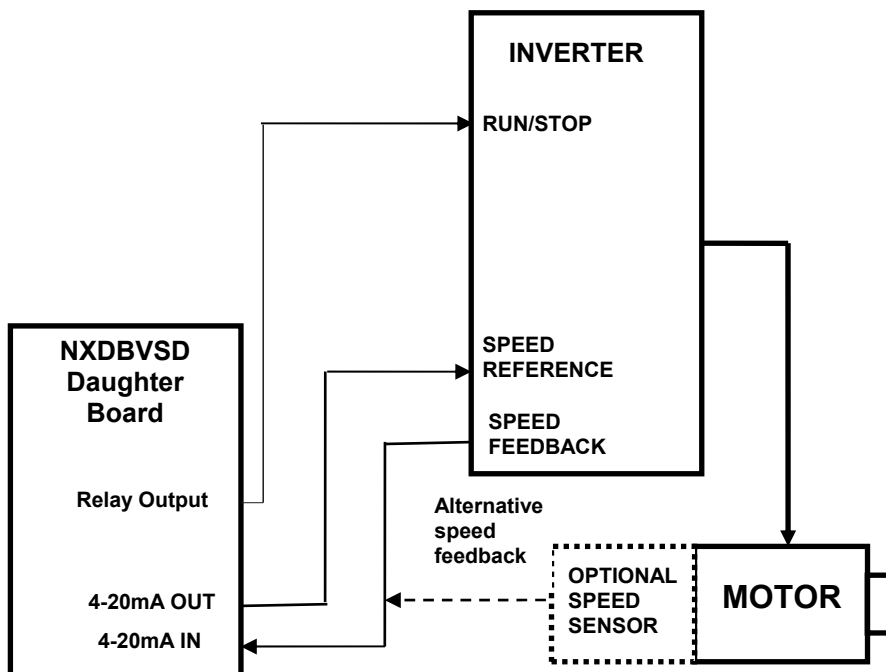 INVERTER
RUN/STOP
SPEED
REFERENCE
SPEED
FEEDBACK
NXDBVSD
Daughter
Board
Relay Output
4-20mA OUT
4-20mA IN
Alternative
speed
feedback
OPTIONAL
SPEED
SENSOR
MOTOR